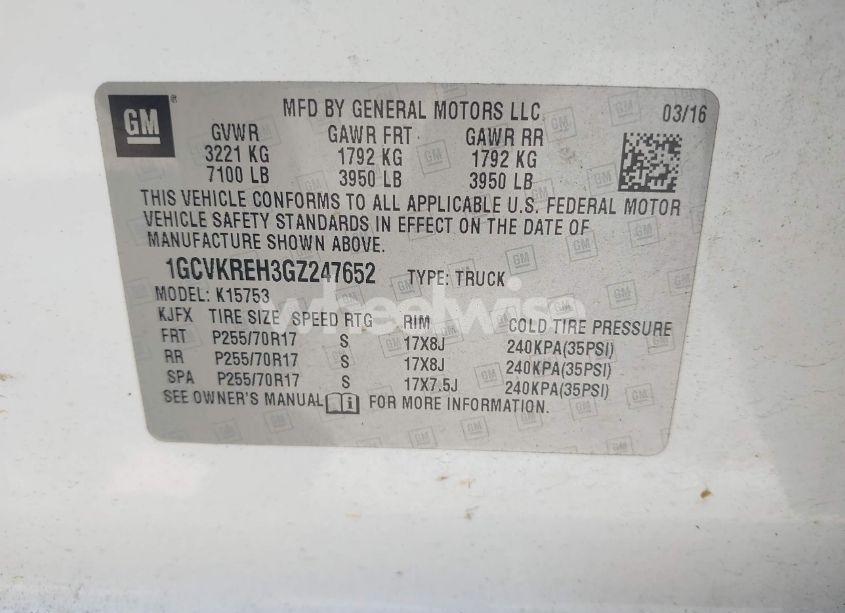 GM ® MFD BY GENERAL MOTORS LLC 03/16
GVWR GAWR FRT GAWR RR
3221 KG 1792 KG 1792 KG
7100 LB 3950 LB 3950 LB
THIS VEHICLE CONFORMS TO ALL APPLICABLE U.S. FEDERAL MOTOR
VEHICLE SAFETY STANDARDS IN EFFECT ON THE DATE OF
MANUFACTURE SHOWN ABOVE.
1GCVKREH3GZ247652 TYPE: TRUCK
MODEL: K15753
wheelwise
KJFX TIRE SIZE SPEED RTG RIM COLD TIRE PRESSURE
FRT P255/70R17 S 17X8J 240KPA(35PSI)
RR P255/70R17 S 17X8J 240KPA(35PSI)
SPA P255/70R17 S 17X7.5J 240KPA(35PSI)
SEE OWNER'S MANUAL i FOR MORE INFORMATION.